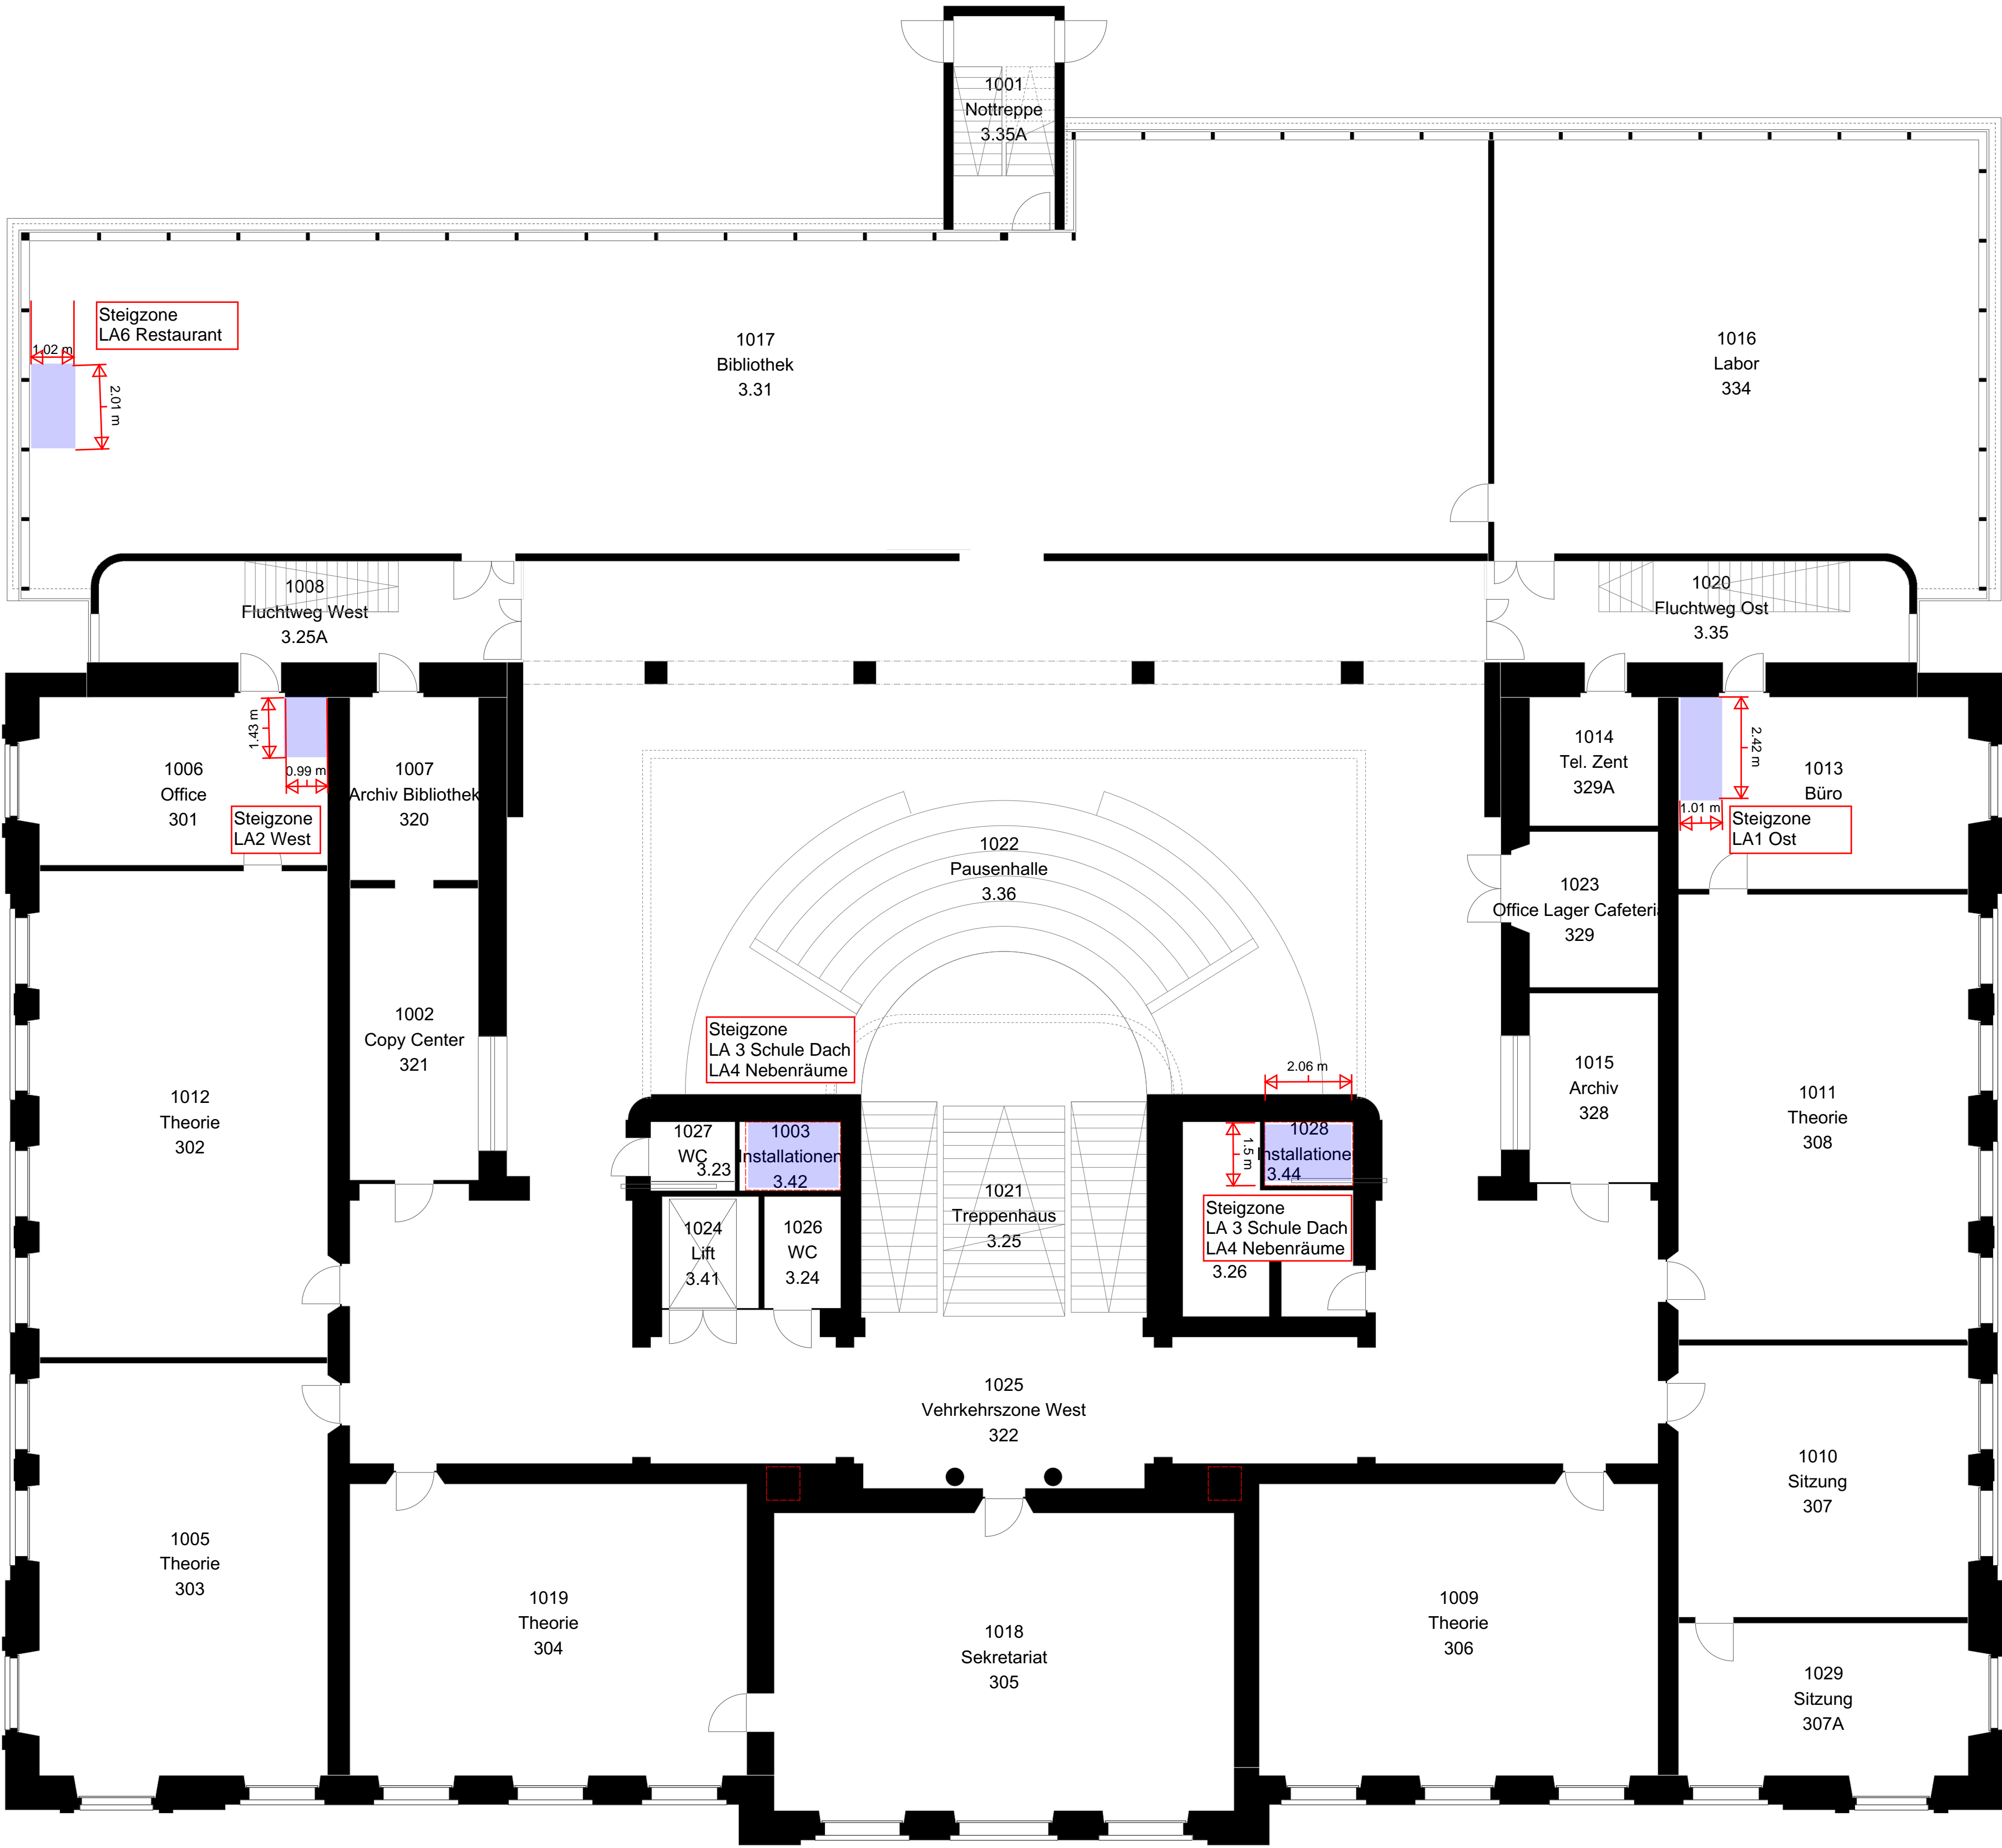 1001
Nottreppe
3.35A
Steigzone
LA6 Restaurant
1.02 m
2.01 m
1017
Bibliothek
3.31
1016
Labor
334
1008
Fluchtweg West
3.25A
1020
Fluchtweg Ost
3.35
1.43 m
0.99 m
1006
Office
301
Steigzone
LA2 West
1007
Archiv Bibliothek
320
1014
Tel. Zent
329A
2.42 m
1.01 m
1013
Büro
Steigzone
LA1 Ost
1022
Pausenhalle
3.36
1023
Office Lager Cafeteria
329
1002
Copy Center
321
Steigzone
LA 3 Schule Dach
LA4 Nebenräume
2.06 m
1015
Archiv
328
1012
Theorie
302
1011
Theorie
308
1027
WC
3.23
1003
Installationen
3.42
1.5 m
1028
Installationen
3.44
1021
Treppenhaus
3.25
Steigzone
LA 3 Schule Dach
LA4 Nebenräume
3.26
1024
Lift
3.41
1026
WC
3.24
1025
Vehrkehrszone West
322
1010
Sitzung
307
1005
Theorie
303
1019
Theorie
304
1018
Sekretariat
305
1009
Theorie
306
1029
Sitzung
307A